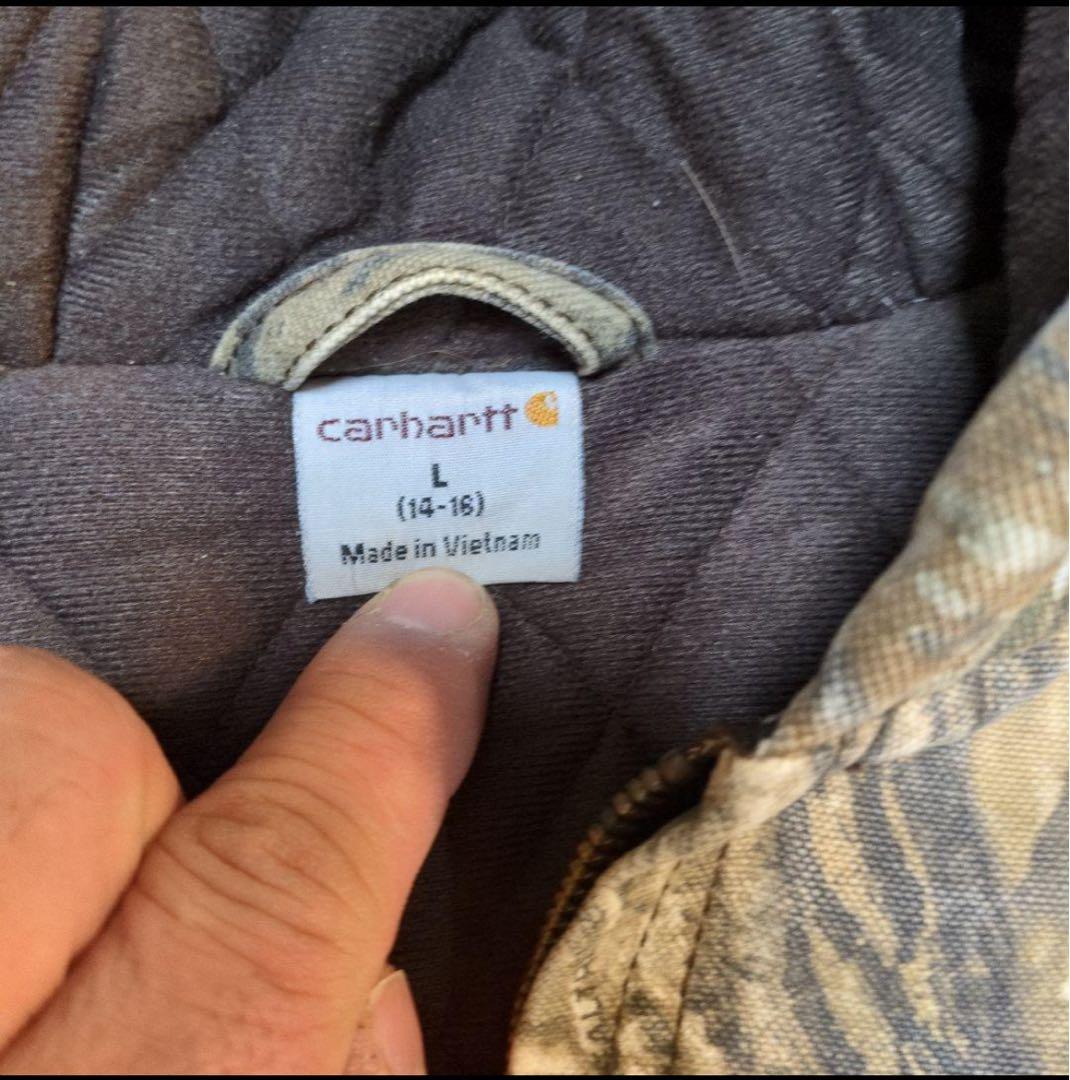 carhartt
L
(14-16)
Made in Vietnam